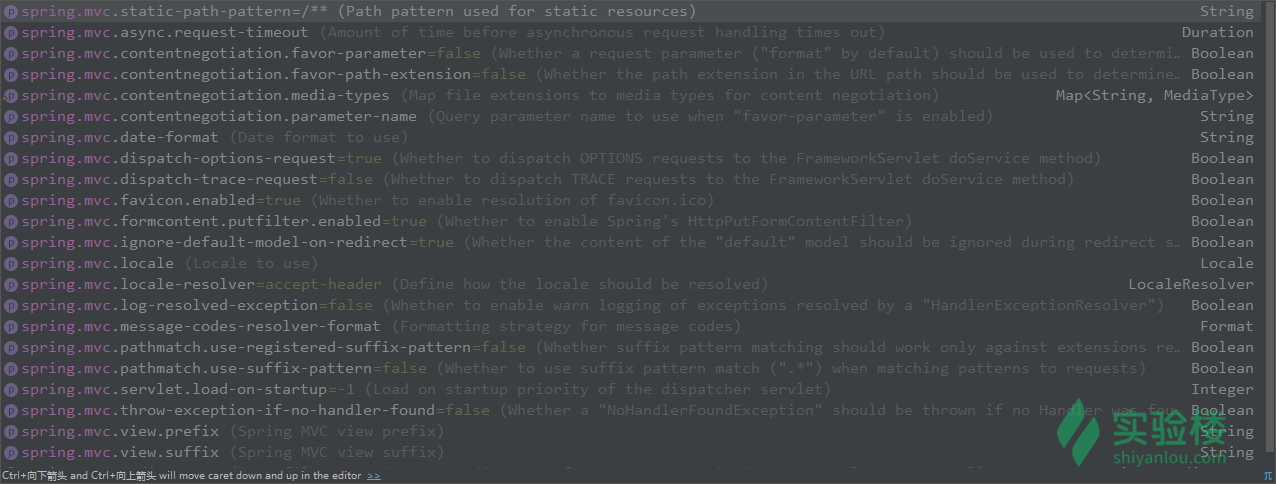 spring.mvc.static-path-pattern=/** (Path pattern used for static resources) String
spring.mvc.async.request-timeout (Amount of time before asynchronous request handling times out) Duration
spring.mvc.contentnegotiation.favor-parameter=false (Whether a request parameter ("format" by default) should be used to determi… Boolean
spring.mvc.contentnegotiation.favor-path-extension=false (Whether the path extension in the URL path should be used to determine… Boolean
spring.mvc.contentnegotiation.media-types (Map file extensions to media types for content negotiation) Map<String, MediaType>
spring.mvc.contentnegotiation.parameter-name (Query parameter name to use when "favor-parameter" is enabled) String
spring.mvc.date-format (Date format to use) String
spring.mvc.dispatch-options-request=true (Whether to dispatch OPTIONS requests to the FrameworkServlet doService method) Boolean
spring.mvc.dispatch-trace-request=false (Whether to dispatch TRACE requests to the FrameworkServlet doService method) Boolean
spring.mvc.favicon.enabled=true (Whether to enable resolution of favicon.ico) Boolean
spring.mvc.formcontent.putfilter.enabled=true (Whether to enable Spring's HttpPutFormContentFilter) Boolean
spring.mvc.ignore-default-model-on-redirect=true (Whether the content of the "default" model should be ignored during redirect s… Boolean
spring.mvc.locale (Locale to use) Locale
spring.mvc.locale-resolver=accept-header (Define how the locale should be resolved) LocaleResolver
spring.mvc.log-resolved-exception=false (Whether to enable warn logging of exceptions resolved by a "HandlerExceptionResolver") Boolean
spring.mvc.message-codes-resolver-format (Formatting strategy for message codes) Format
spring.mvc.pathmatch.use-registered-suffix-pattern=false (Whether suffix pattern matching should work only against extensions re… Boolean
spring.mvc.pathmatch.use-suffix-pattern=false (Whether to use suffix pattern match (".*") when matching patterns to requests) Boolean
spring.mvc.servlet.load-on-startup=-1 (Load on startup priority of the dispatcher servlet) Integer
spring.mvc.throw-exception-if-no-handler-found=false (Whether a "NoHandlerFoundException" should be thrown if no Handler was fou… Boolean
spring.mvc.view.prefix (Spring MVC view prefix) String
spring.mvc.view.suffix (Spring MVC view suffix) String
实验楼
shiyanlou.com
Ctrl+向下箭头 and Ctrl+向上箭头 will move caret down and up in the editor >> π